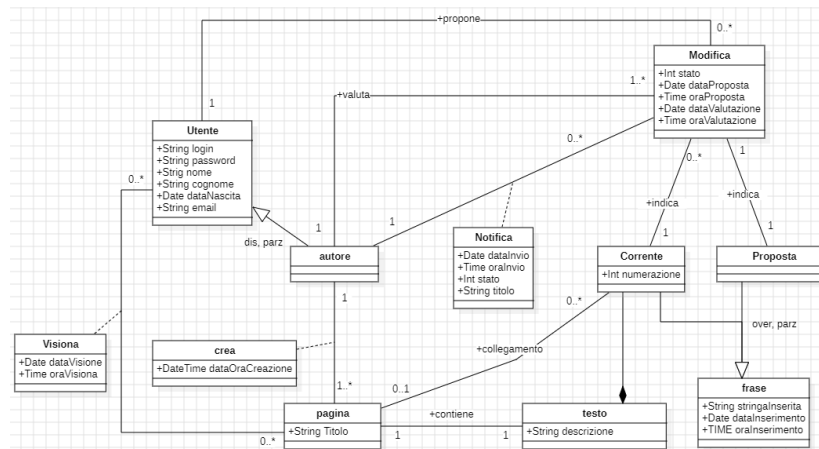 +propone
0..*
Modifica
+Int stato
+Date dataProposta
+Time oraProposta
+Date dataValutazione
+Time oraValutazione
1..*
+valuta
1
Utente
+String login
+String password
+Srig nome
+String cognome
+Date dataNascita
+String email
0..*
0..*
0..*
1
+indica
+indica
dis, parz
1
1
1
1
Notifica
+Date dataInvio
+Time oraInvio
+Int stato
+String titolo
autore
Corrente
+Int numerazione
Proposta
1
0..*
over, parz
Visiona
+Date dataVisione
+Time oraVisiona
crea
+DateTime dataOraCreazione
+collegamento
1..*
0..1
frase
+String stringaInserita
+Date dataInserimento
+TIME oraInserimento
pagina
+String Titolo
+contiene
1
1
testo
+String descrizione
0..*